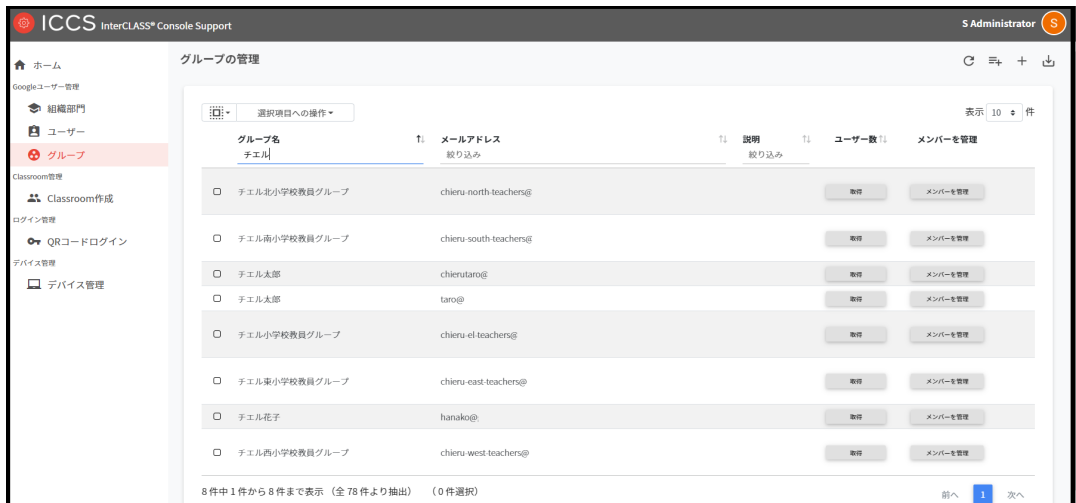 ICCS InterCLASS® Console Support
S Administrator S
ホーム
Googleユーザー管理
組織部門
ユーザー
グループ
Classroom管理
Classroom作成
ログイン管理
QRコードログイン
デバイス管理
デバイス管理
グループの管理
選択項目への操作
表示 10 件
グループ名 メールアドレス 説明 ユーザー数 メンバーを管理
チエル 絞り込み 絞り込み
チエル北小学校教員グループ chieru-north-teachers@ 取得 メンバーを管理
チエル南小学校教員グループ chieru-south-teachers@ 取得 メンバーを管理
チエル太郎 chierutaro@ 取得 メンバーを管理
チエル太郎 taro@ 取得 メンバーを管理
チエル小学校教員グループ chieru-el-teachers@ 取得 メンバーを管理
チエル東小学校教員グループ chieru-east-teachers@ 取得 メンバーを管理
チエル花子 hanako@ 取得 メンバーを管理
チエル西小学校教員グループ chieru-west-teachers@ 取得 メンバーを管理
8 件中 1 件から 8 件まで表示 （全 78 件より抽出） （0 件選択）
前へ 1 次へ